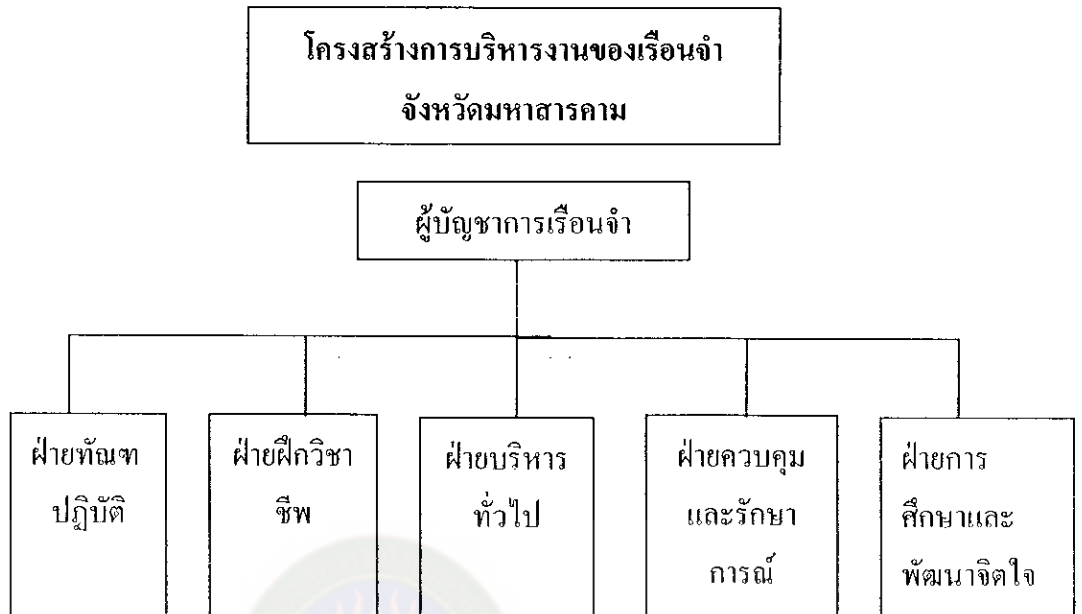 โครงสร้างการบริหารงานของเรือนจำ
จังหวัดมหาสารคาม
ผู้บัญชาการเรือนจำ
ฝ่ายทัณฑ
ปฏิบัติ
ฝ่ายฝึกวิชา
ชีพ
ฝ่ายบริหาร
ทั่วไป
ฝ่ายควบคุม
และรักษา
การณ์
ฝ่ายการ
ศึกษาและ
พัฒนาจิตใจ